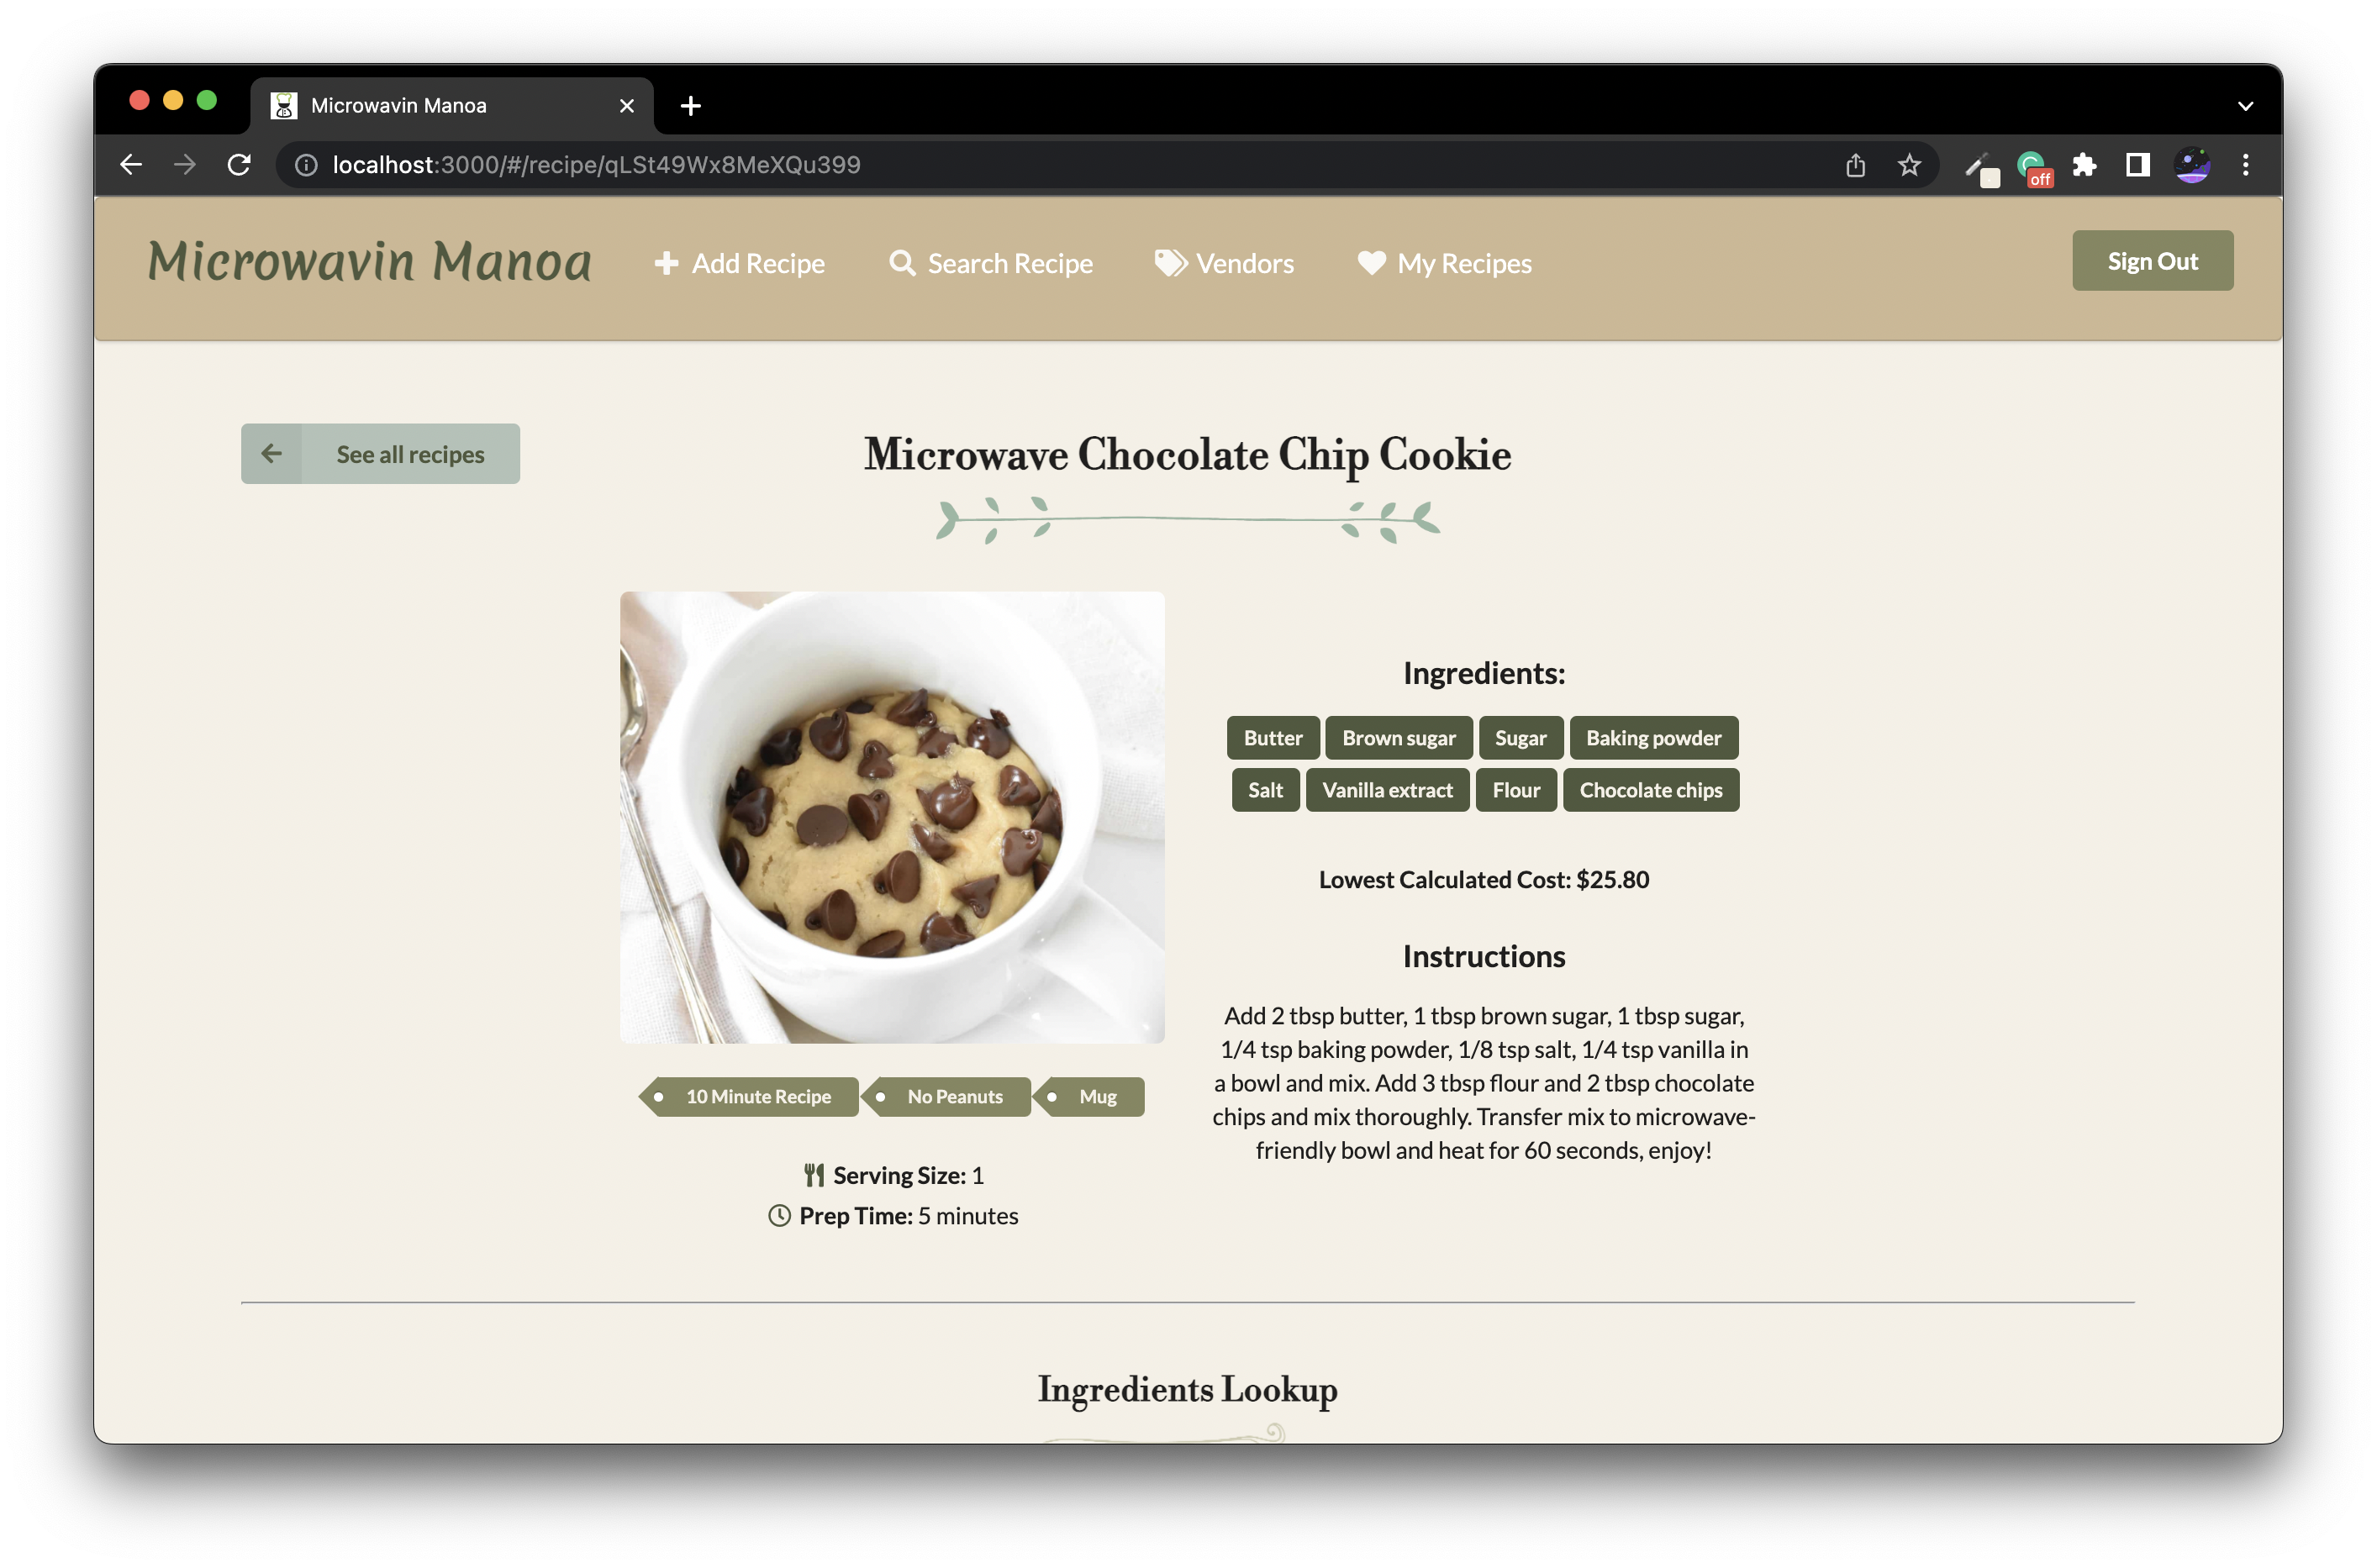 Microwavin Manoa
localhost:3000/#/recipe/qLSt49Wx8MeXQu399
off
Microwavin Manoa
Add Recipe
Search Recipe
Vendors
My Recipes
Sign Out
See all recipes
Microwave Chocolate Chip Cookie
Ingredients:
Butter Brown sugar Sugar Baking powder
Salt Vanilla extract Flour Chocolate chips
Lowest Calculated Cost: $25.80
Instructions
Add 2 tbsp butter, 1 tbsp brown sugar, 1 tbsp sugar,
1/4 tsp baking powder, 1/8 tsp salt, 1/4 tsp vanilla in
a bowl and mix. Add 3 tbsp flour and 2 tbsp chocolate
chips and mix thoroughly. Transfer mix to microwave-
friendly bowl and heat for 60 seconds, enjoy!
10 Minute Recipe No Peanuts Mug
Serving Size: 1
Prep Time: 5 minutes
Ingredients Lookup